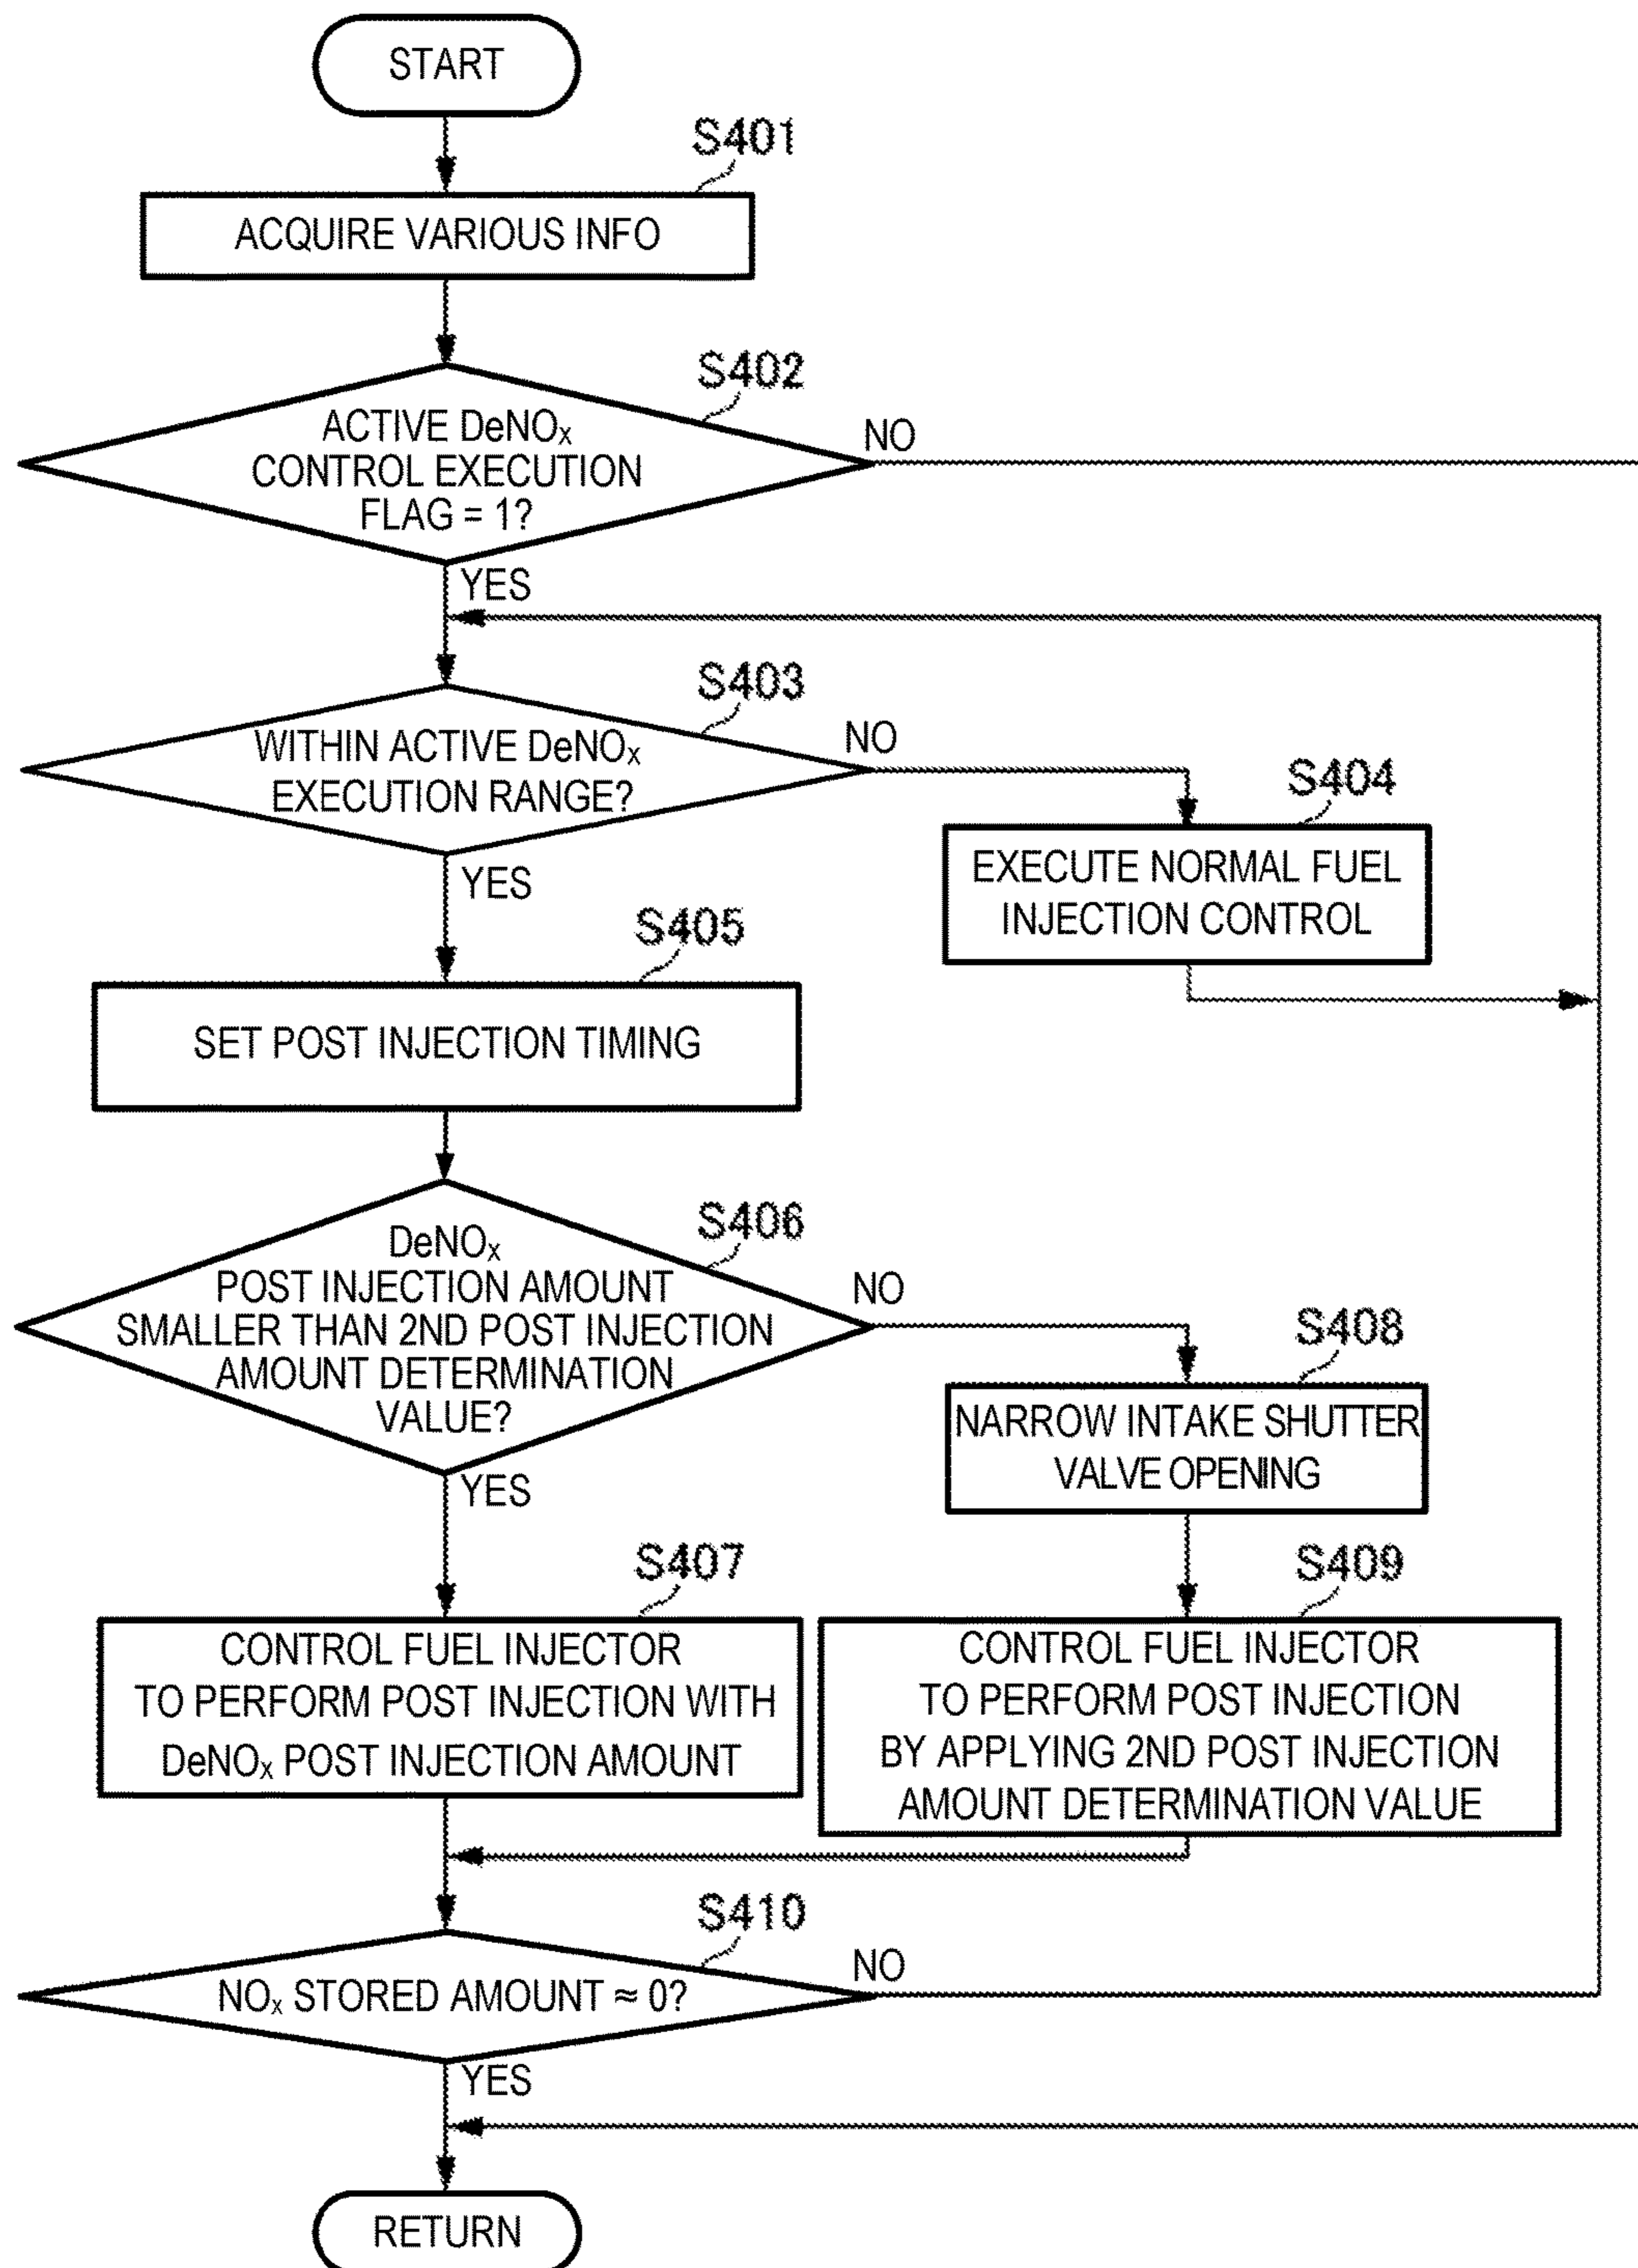 START
S401
ACQUIRE VARIOUS INFO
S402
ACTIVE DeNOₓ
CONTROL EXECUTION
FLAG = 1?
NO
YES
S403
WITHIN ACTIVE DeNOₓ
EXECUTION RANGE?
NO
YES
S404
EXECUTE NORMAL FUEL
INJECTION CONTROL
S405
SET POST INJECTION TIMING
S406
DeNOₓ
POST INJECTION AMOUNT
SMALLER THAN 2ND POST INJECTION
AMOUNT DETERMINATION
VALUE?
NO
YES
S408
NARROW INTAKE SHUTTER
VALVE OPENING
S407
CONTROL FUEL INJECTOR
TO PERFORM POST INJECTION WITH
DeNOₓ POST INJECTION AMOUNT
S409
CONTROL FUEL INJECTOR
TO PERFORM POST INJECTION
BY APPLYING 2ND POST INJECTION
AMOUNT DETERMINATION VALUE
S410
NOₓ STORED AMOUNT ≈ 0?
NO
YES
RETURN